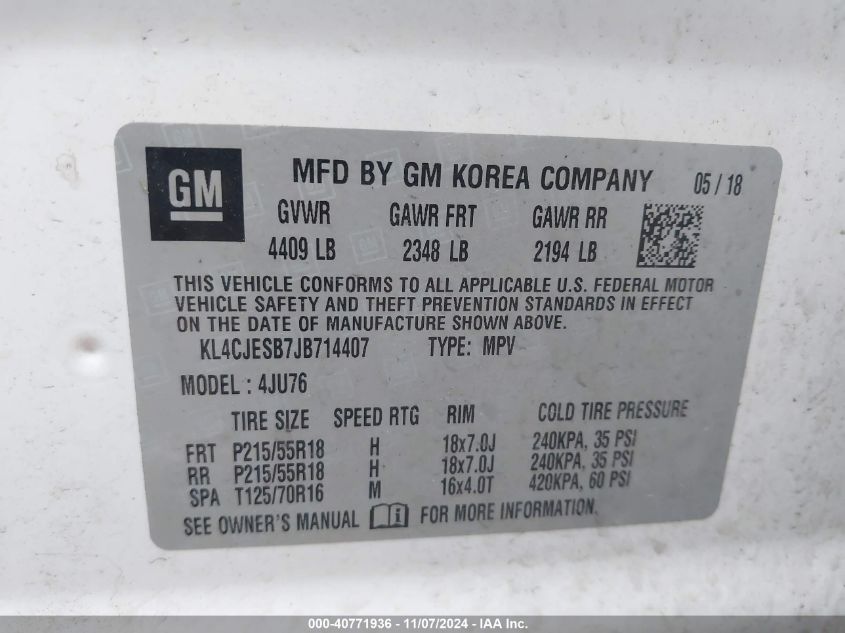 GM
MFD BY GM KOREA COMPANY 05 / 18
GVWR GAWR FRT GAWR RR
4409 LB 2348 LB 2194 LB
THIS VEHICLE CONFORMS TO ALL APPLICABLE U.S. FEDERAL MOTOR
VEHICLE SAFETY AND THEFT PREVENTION STANDARDS IN EFFECT
ON THE DATE OF MANUFACTURE SHOWN ABOVE.
KL4CJESB7JB714407 TYPE: MPV
MODEL : 4JU76
TIRE SIZE SPEED RTG RIM COLD TIRE PRESSURE
FRT P215/55R18 H 18x7.0J 240KPA, 35 PSI
RR P215/55R18 H 18x7.0J 240KPA, 35 PSI
SPA T125/70R16 M 16x4.0T 420KPA, 60 PSI
SEE OWNER'S MANUAL i FOR MORE INFORMATION.
000-40771936 - 11/07/2024 - IAA Inc.